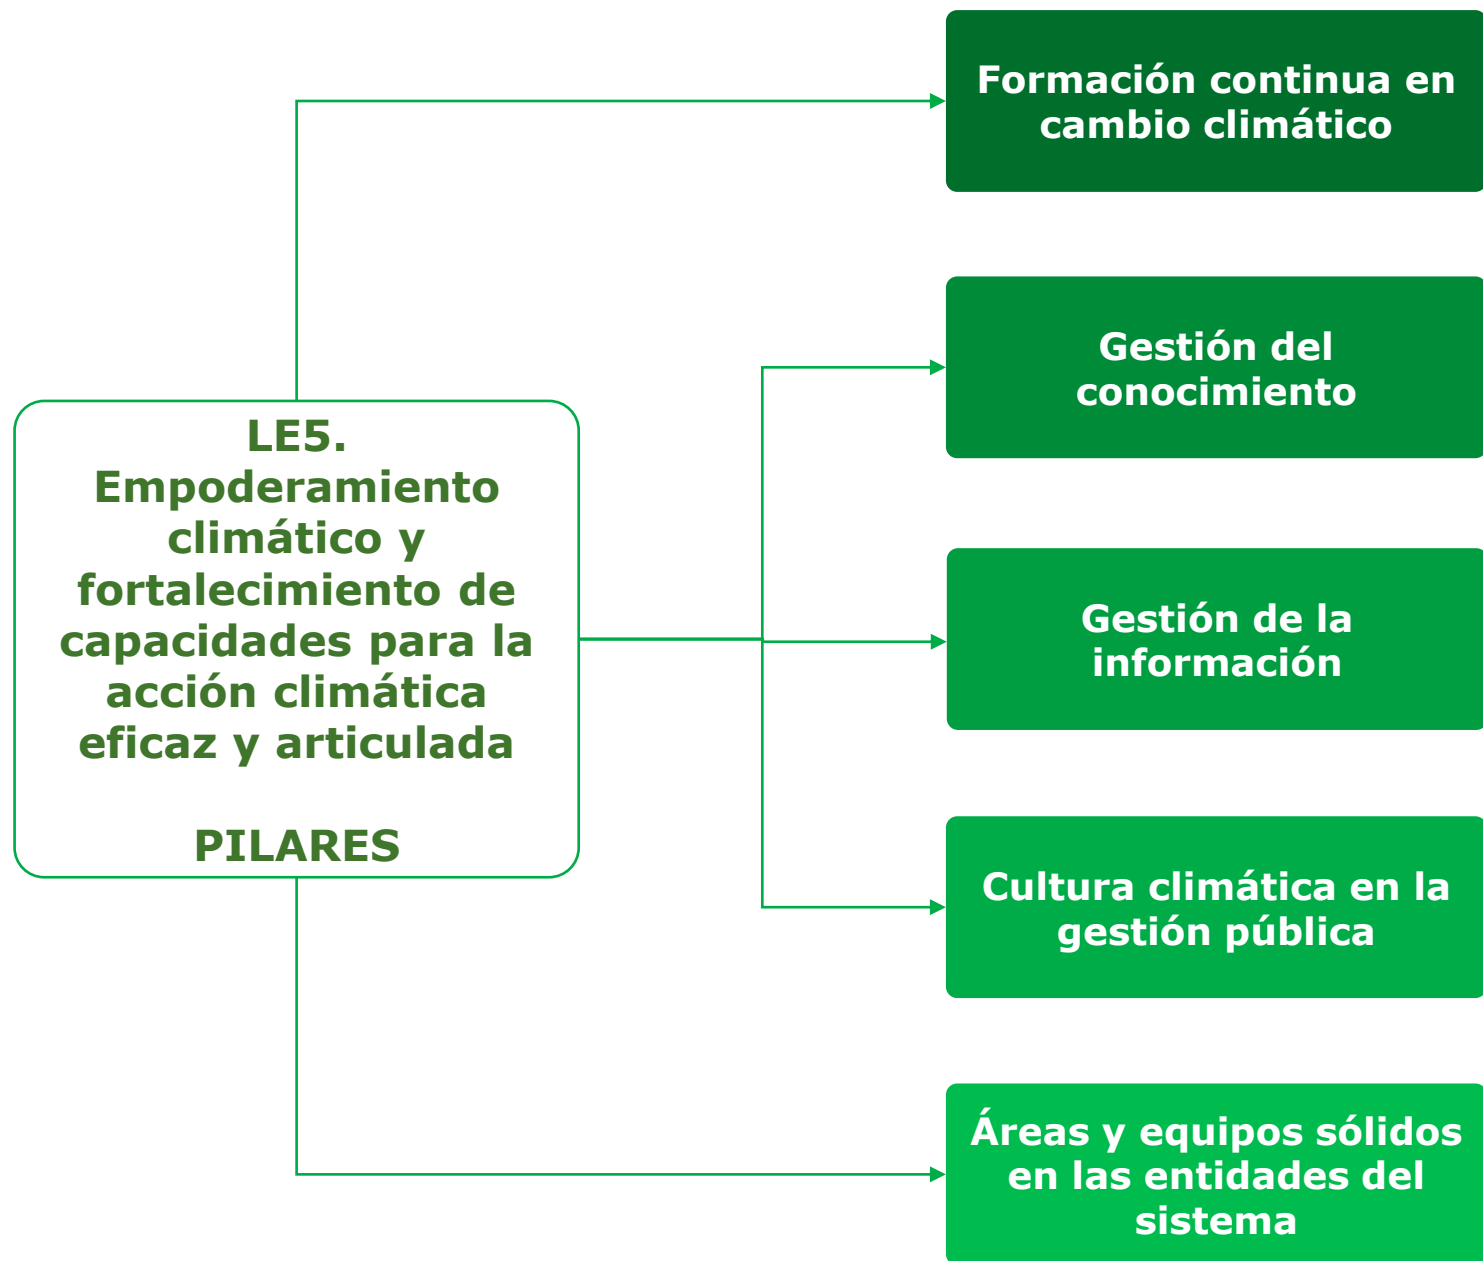 Formación continua en
cambio climático
Gestión del
conocimiento
LE5.
Empoderamiento
climático y
fortalecimiento de
capacidades para la
acción climática
eficaz y articulada
PILARES
Gestión de la
información
Cultura climática en la
gestión pública
Áreas y equipos sólidos
en las entidades del
sistema